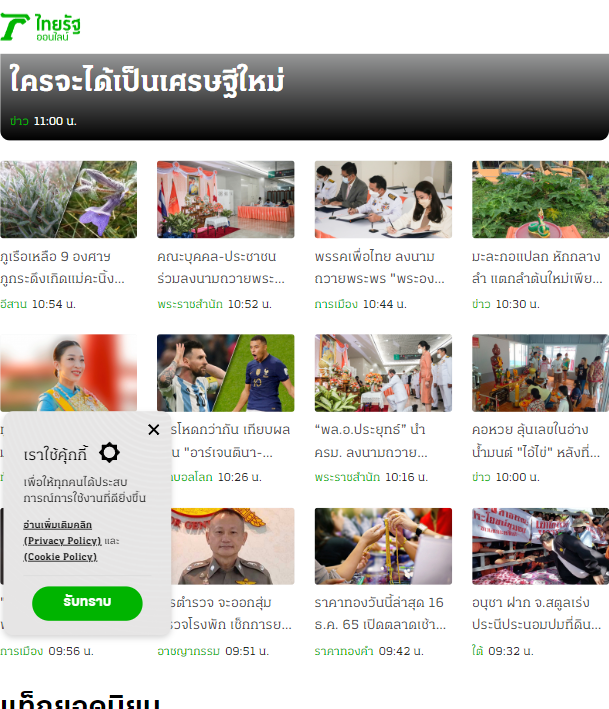 ไทยรัฐ
ออนไลน์
ใครจะได้เป็นเศรษฐีใหม่
ข่าว 11:00 น.
ภูเรือเหลือ 9 องศาฯ
ภูกระดึงเกิดแม่คะนิ้ง...
อีสาน 10:54 น.
คณะบุคคล-ประชาชน
ร่วมลงนามถวายพระ...
พระราชสำนัก 10:52 น.
พรรคเพื่อไทย ลงนาม
ถวายพระพร "พระอง...
การเมือง 10:44 น.
มะละกอแปลก หักกลาง
ลำ แตกลำต้นใหม่เพีย...
ข่าว 10:30 น.
รโหดกว่ากัน เทียบผล
น "อาร์เจนตินา-...
บอลโลก 10:26 น.
“พล.อ.ประยุทธ์” นำ
ครม. ลงนามถวาย...
พระราชสำนัก 10:16 น.
คอหวย ลุ้นเลขในอ่าง
น้ำมนต์ "ไอ้ไข่" หลังที่...
ข่าว 10:00 น.
เราใช้คุ้กกี้
เพื่อให้ทุกคนได้ประสบ
การณ์การใช้งานที่ดียิ่งขึ้น
อ่านเพิ่มเติมคลิก
(Privacy Policy) และ
(Cookie Policy)
รับทราบ
การเมือง 09:56 น.
รตำรวจ จะออกสุ่ม
รวจโรงพัก เช็กการย...
อาชญากรรม 09:51 น.
ราคาทองวันนี้ล่าสุด 16
ธ.ค. 65 เปิดตลาดเช้า...
ราคาทองคำ 09:42 น.
อนุชา ฝาก จ.สตูลเร่ง
ประนีประนอมปมที่ดิน...
ใต้ 09:32 น.
แท็กยอดนิยม